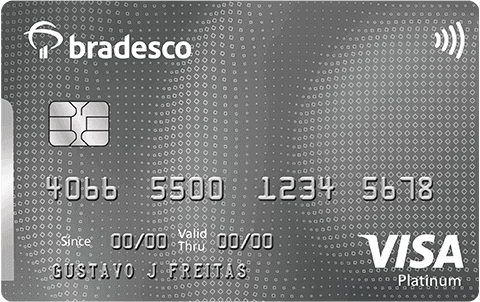 bradesco
4066 5500 1234 5678
Since 00/00 Valid Thru 00/00
GUSTAVO J FREITAS
VISA
Platinum